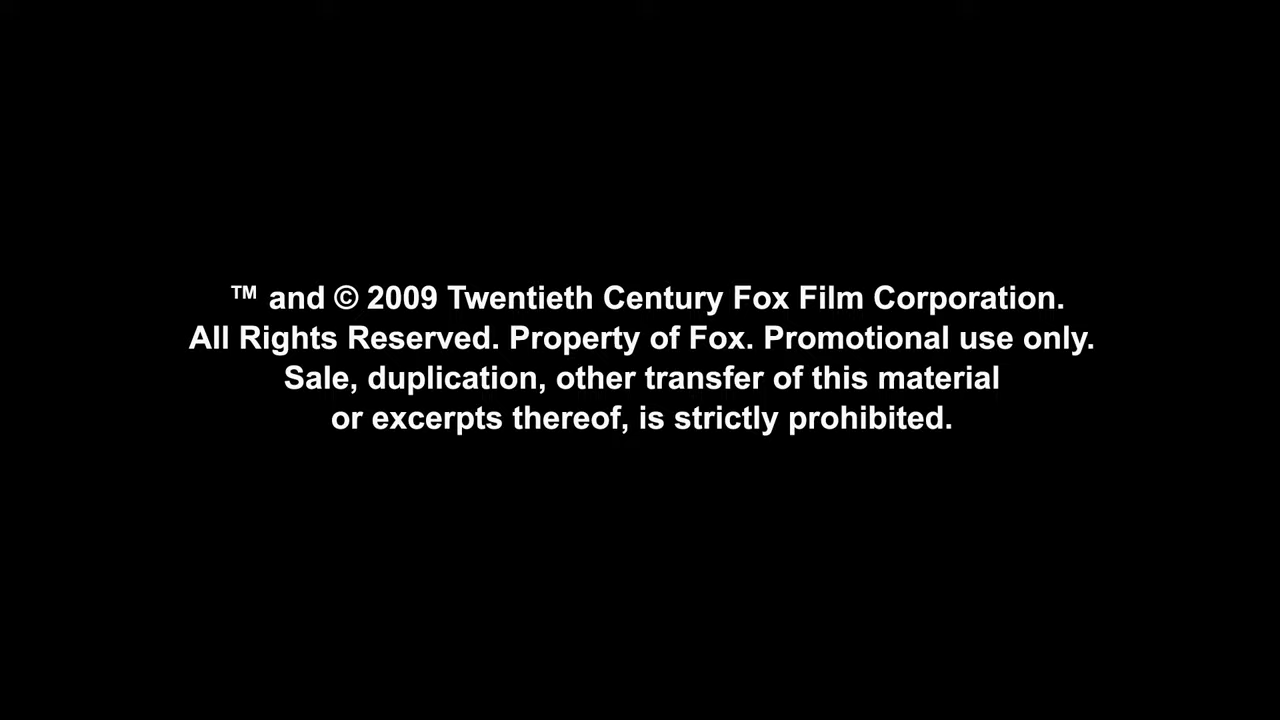 ™ and © 2009 Twentieth Century Fox Film Corporation.
All Rights Reserved. Property of Fox. Promotional use only.
Sale, duplication, other transfer of this material
or excerpts thereof, is strictly prohibited.